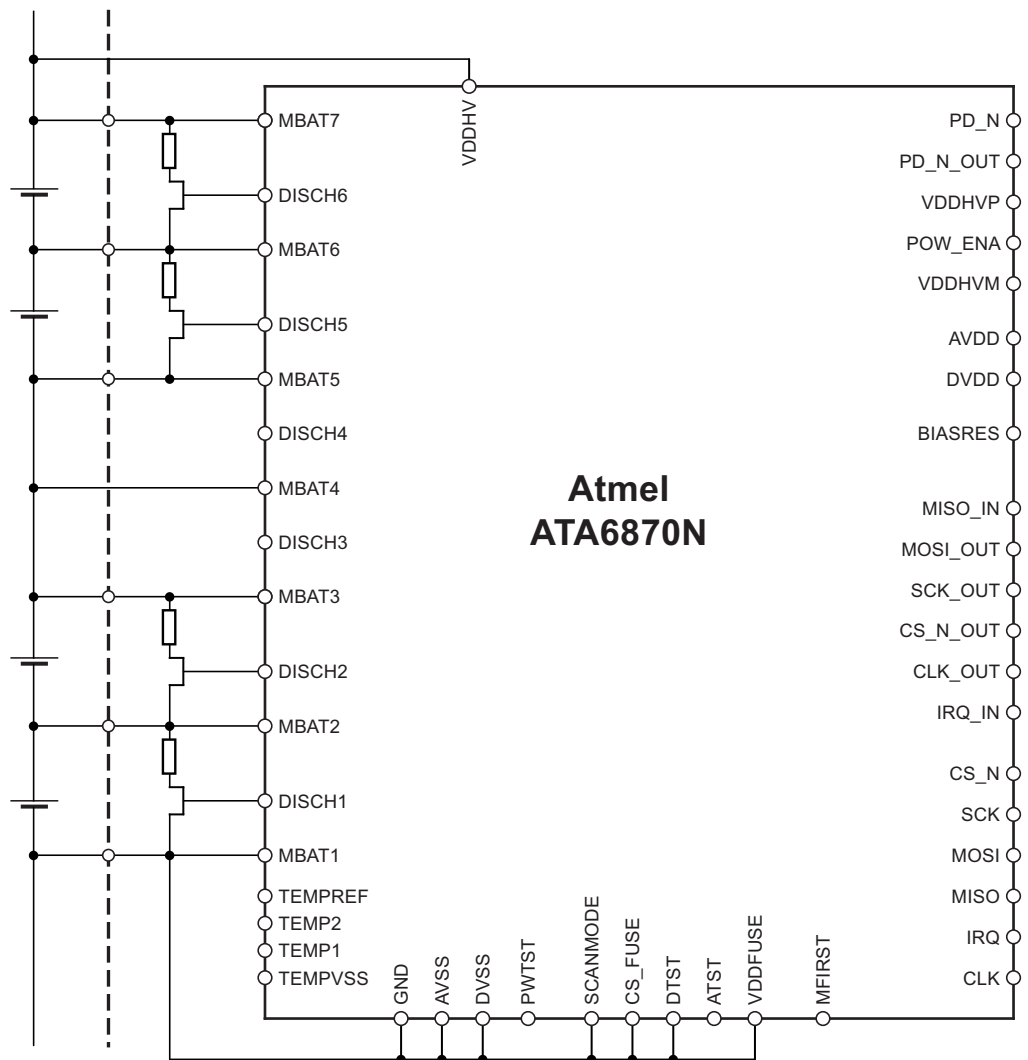 VDDHV
MBAT7
DISCH6
MBAT6
DISCH5
MBAT5
DISCH4
MBAT4
DISCH3
MBAT3
DISCH2
MBAT2
DISCH1
MBAT1
TEMPREF
TEMP2
TEMP1
TEMPVSS
Atmel
ATA6870N
PD_N
PD_N_OUT
VDDHVP
POW_ENA
VDDHVM
AVDD
DVDD
BIASRES
MISO_IN
MOSI_OUT
SCK_OUT
CS_N_OUT
CLK_OUT
IRQ_IN
CS_N
SCK
MOSI
MISO
IRQ
CLK
GND
AVSS
DVSS
PWTST
SCANMODE
CS_FUSE
DTST
ATST
VDDFUSE
MFIRST